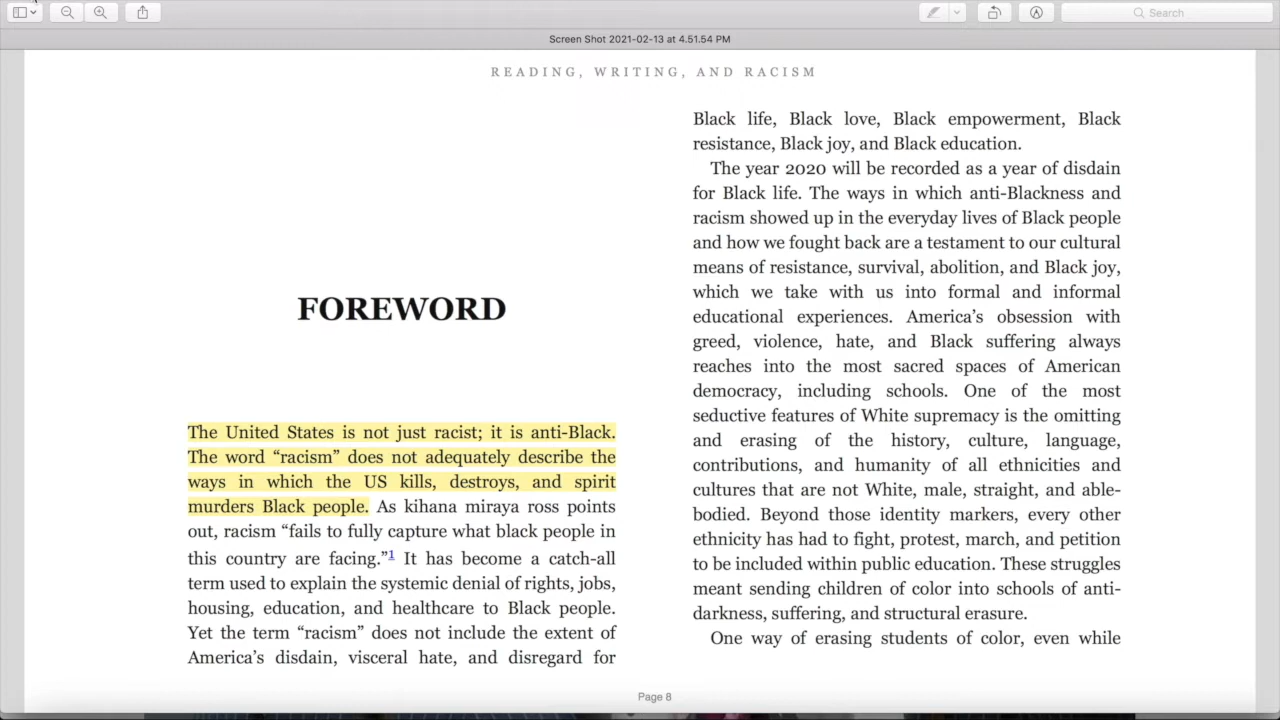 Search
Screen Shot 2021-02-13 at 4.51.54 PM
READING, WRITING, AND RACISM
FOREWORD
The United States is not just racist; it is anti-Black.
The word “racism” does not adequately describe the
ways in which the US kills, destroys, and spirit
murders Black people. As kihana miraya ross points
out, racism “fails to fully capture what black people in
this country are facing.”1 It has become a catch-all
term used to explain the systemic denial of rights, jobs,
housing, education, and healthcare to Black people.
Yet the term “racism” does not include the extent of
America’s disdain, visceral hate, and disregard for
Black life, Black love, Black empowerment, Black
resistance, Black joy, and Black education.
The year 2020 will be recorded as a year of disdain
for Black life. The ways in which anti-Blackness and
racism showed up in the everyday lives of Black people
and how we fought back are a testament to our cultural
means of resistance, survival, abolition, and Black joy,
which we take with us into formal and informal
educational experiences. America’s obsession with
greed, violence, hate, and Black suffering always
reaches into the most sacred spaces of American
democracy, including schools. One of the most
seductive features of White supremacy is the omitting
and erasing of the history, culture, language,
contributions, and humanity of all ethnicities and
cultures that are not White, male, straight, and able-
bodied. Beyond those identity markers, every other
ethnicity has had to fight, protest, march, and petition
to be included within public education. These struggles
meant sending children of color into schools of anti-
darkness, suffering, and structural erasure.
One way of erasing students of color, even while
Page 8